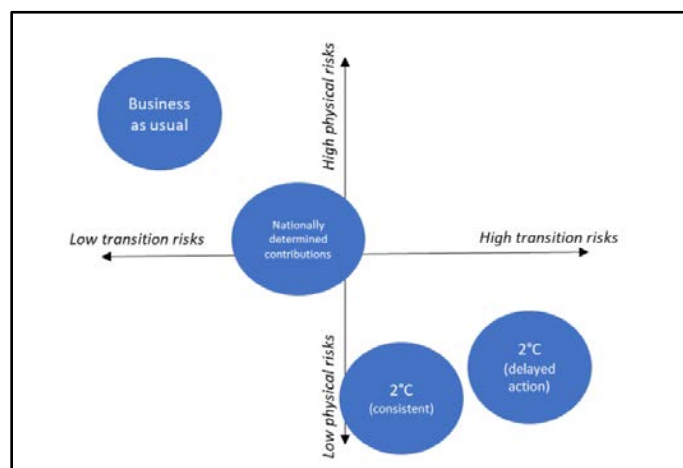 Business
as usual
High physical risks
Nationally
determined
contributions
Low transition risks
High transition risks
2°C
(delayed
action)
2°C
(consistent)
Low physical risks